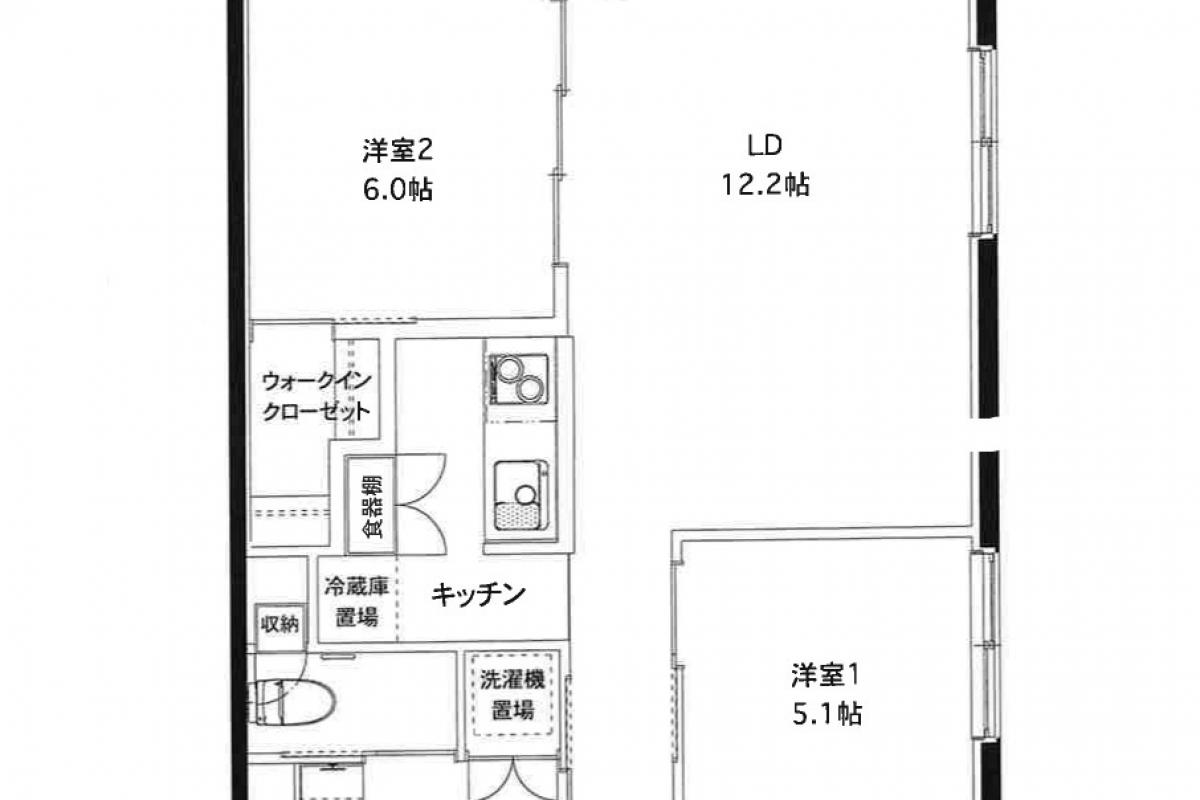 洋室2
6.0帖
LD
12.2帖
ウォークイン
クローゼット
食器棚
冷蔵庫
置場
キッチン
収納
洗濯機
置場
洋室1
5.1帖